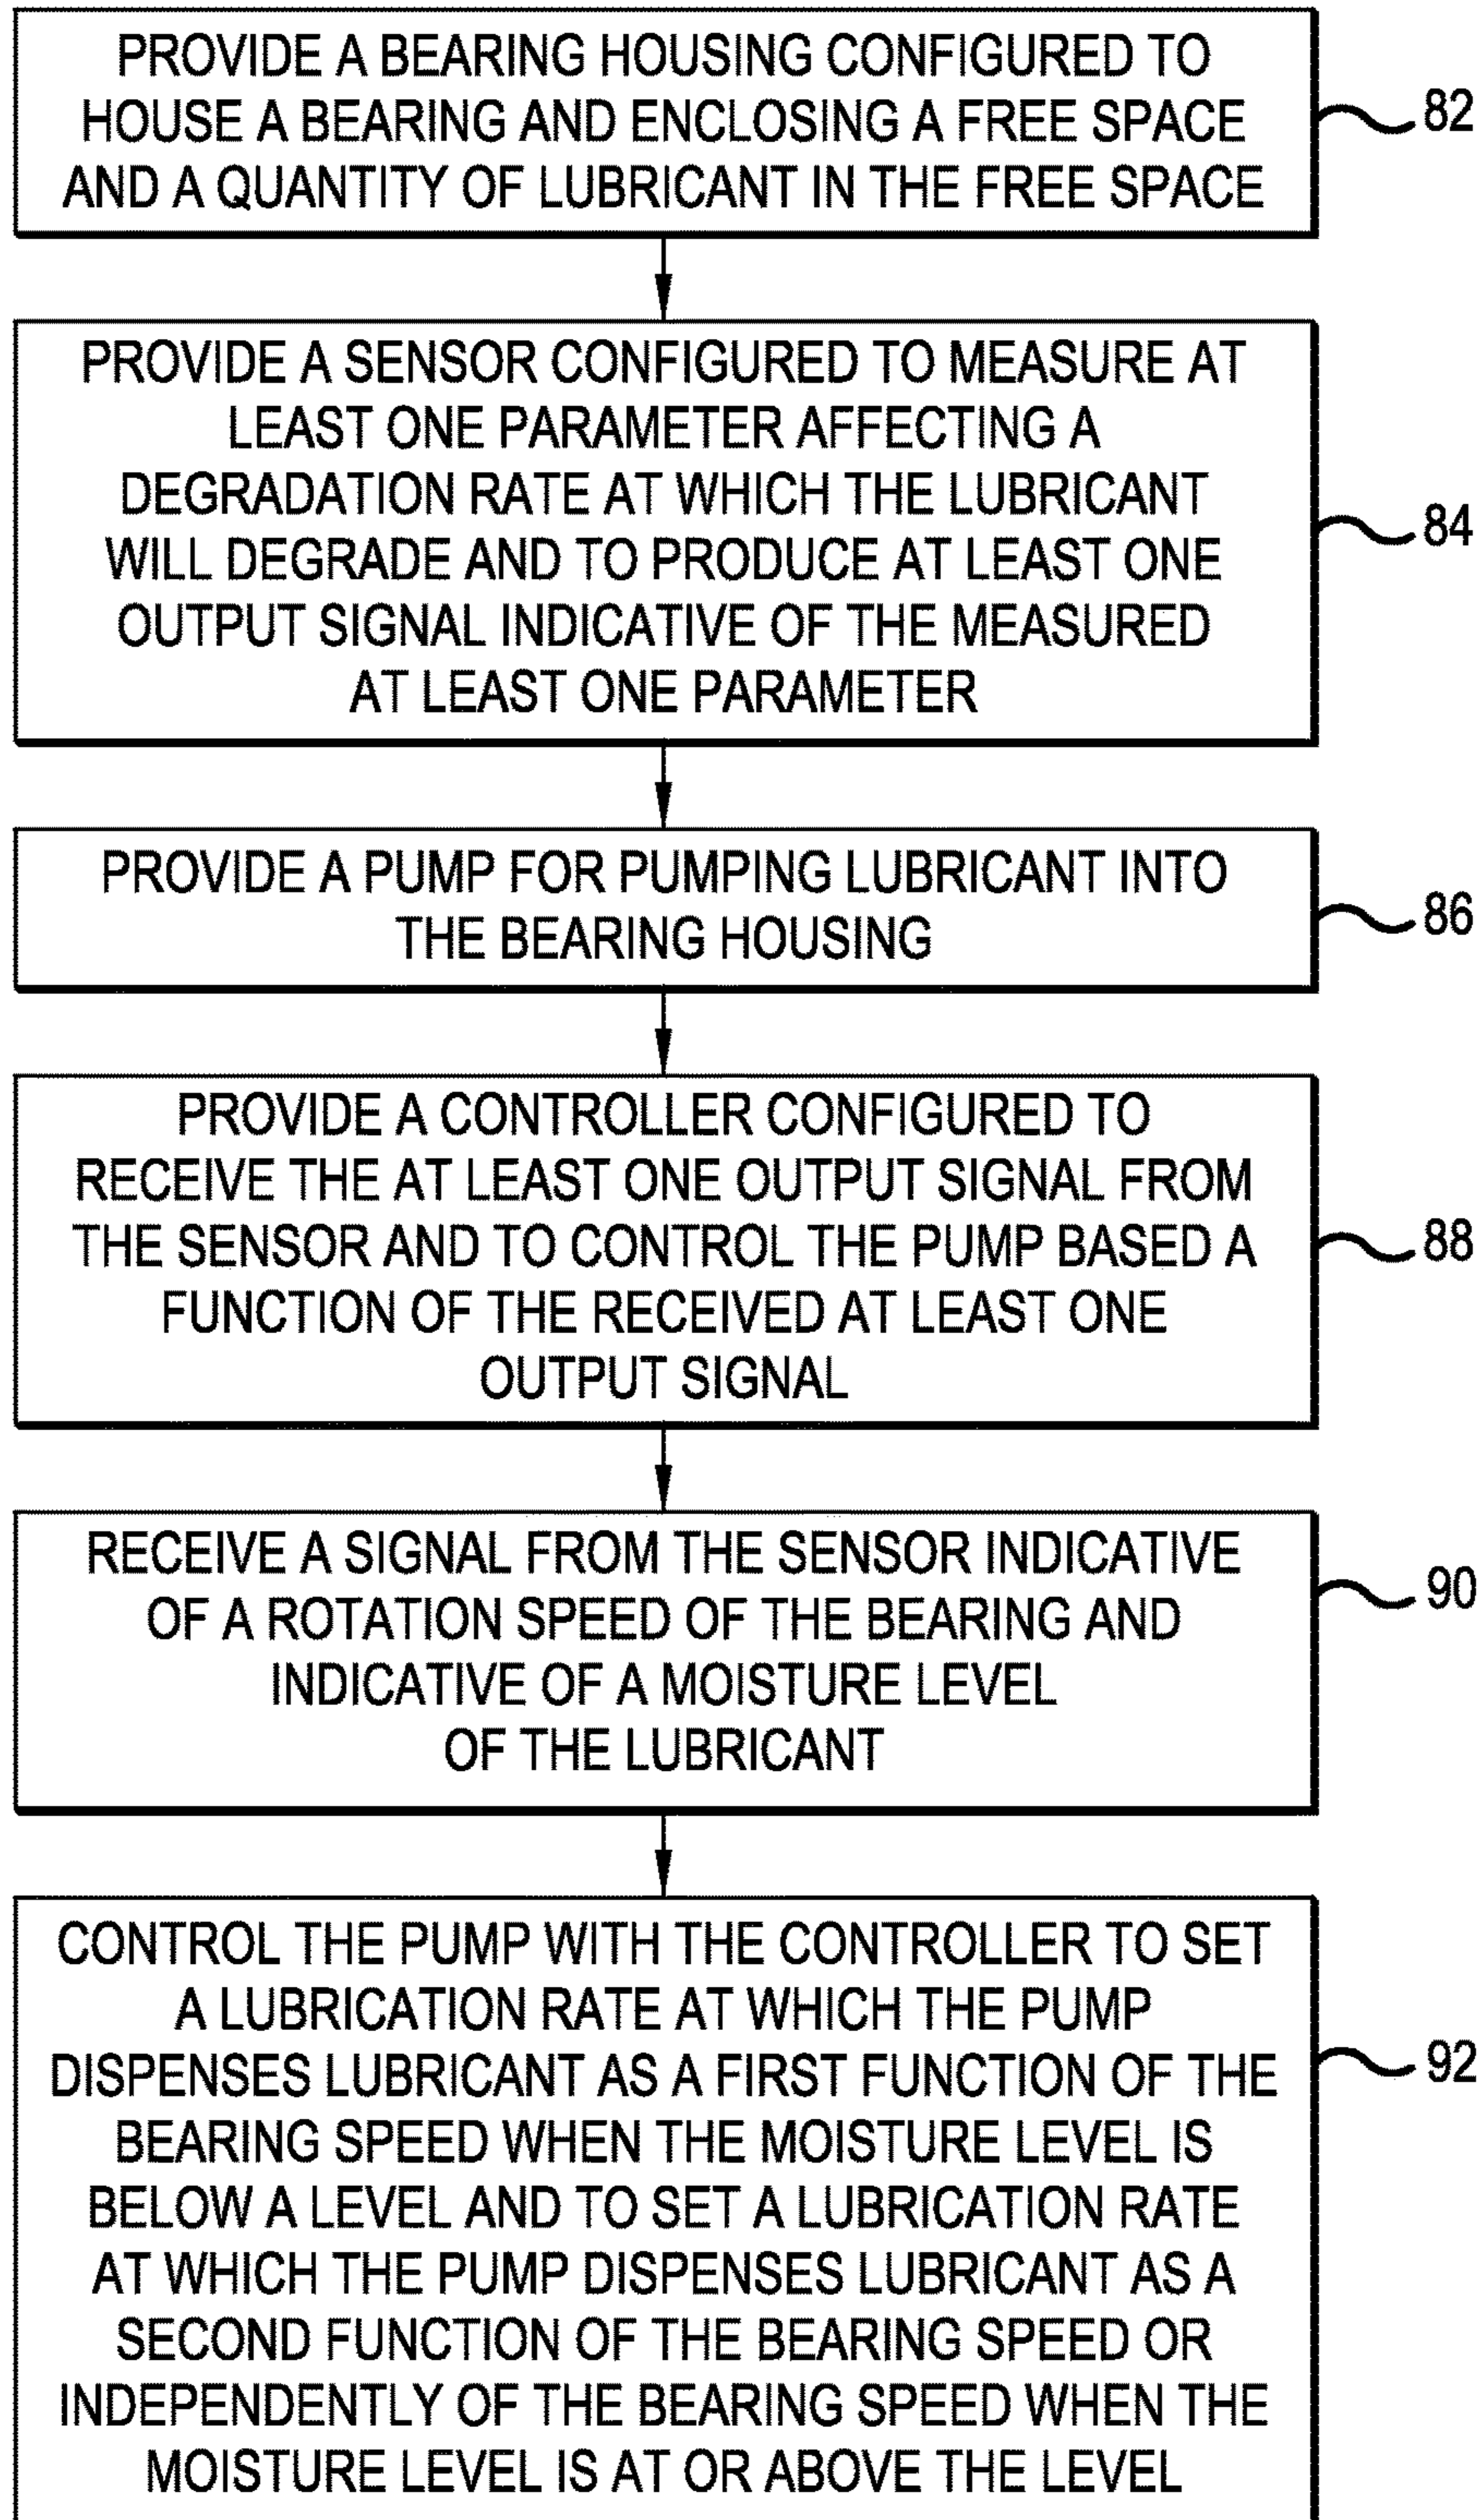 PROVIDE A BEARING HOUSING CONFIGURED TO
HOUSE A BEARING AND ENCLOSING A FREE SPACE
AND A QUANTITY OF LUBRICANT IN THE FREE SPACE
82
PROVIDE A SENSOR CONFIGURED TO MEASURE AT
LEAST ONE PARAMETER AFFECTING A
DEGRADATION RATE AT WHICH THE LUBRICANT
WILL DEGRADE AND TO PRODUCE AT LEAST ONE
OUTPUT SIGNAL INDICATIVE OF THE MEASURED
AT LEAST ONE PARAMETER
84
PROVIDE A PUMP FOR PUMPING LUBRICANT INTO
THE BEARING HOUSING
86
PROVIDE A CONTROLLER CONFIGURED TO
RECEIVE THE AT LEAST ONE OUTPUT SIGNAL FROM
THE SENSOR AND TO CONTROL THE PUMP BASED A
FUNCTION OF THE RECEIVED AT LEAST ONE
OUTPUT SIGNAL
88
RECEIVE A SIGNAL FROM THE SENSOR INDICATIVE
OF A ROTATION SPEED OF THE BEARING AND
INDICATIVE OF A MOISTURE LEVEL
OF THE LUBRICANT
90
CONTROL THE PUMP WITH THE CONTROLLER TO SET
A LUBRICATION RATE AT WHICH THE PUMP
DISPENSES LUBRICANT AS A FIRST FUNCTION OF THE
BEARING SPEED WHEN THE MOISTURE LEVEL IS
BELOW A LEVEL AND TO SET A LUBRICATION RATE
AT WHICH THE PUMP DISPENSES LUBRICANT AS A
SECOND FUNCTION OF THE BEARING SPEED OR
INDEPENDENTLY OF THE BEARING SPEED WHEN THE
MOISTURE LEVEL IS AT OR ABOVE THE LEVEL
92